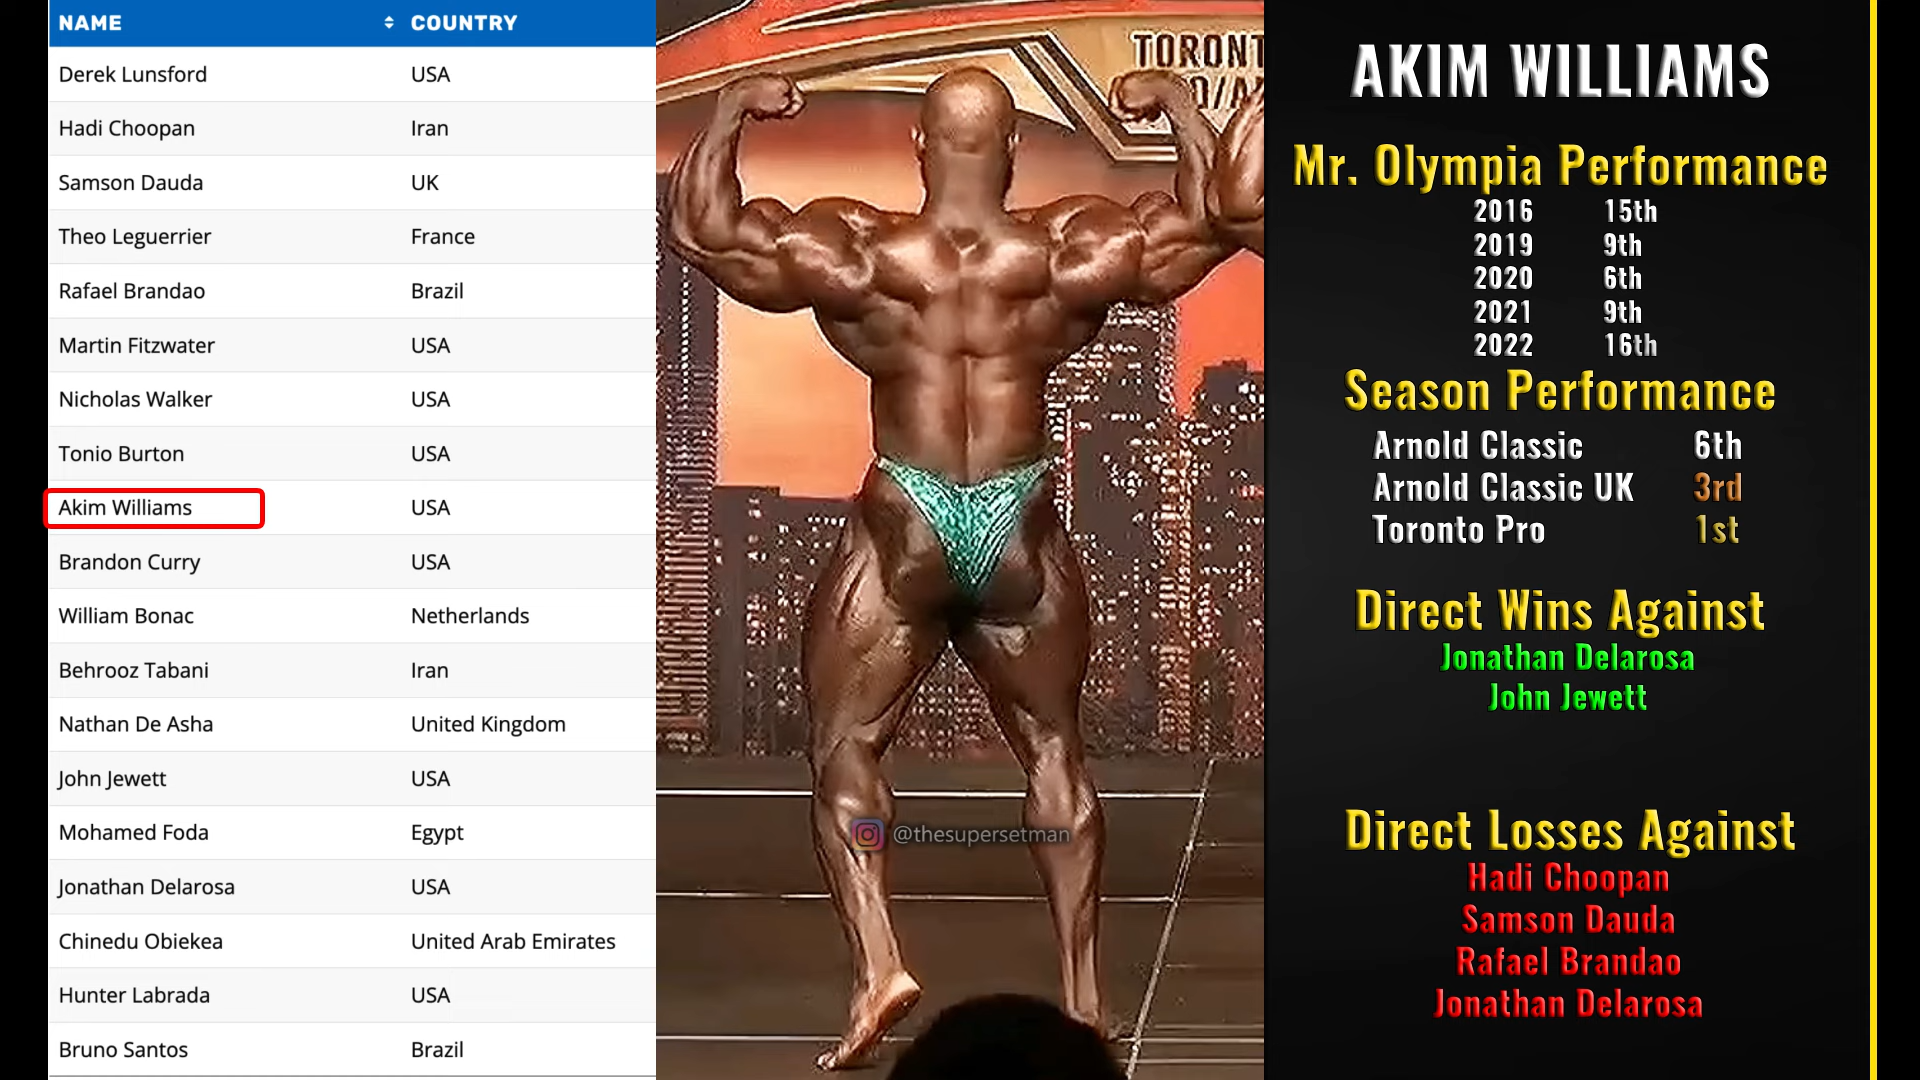 NAME COUNTRY
Derek Lunsford USA
Hadi Choopan Iran
Samson Dauda UK
Theo Leguerrier France
Rafael Brandao Brazil
Martin Fitzwater USA
Nicholas Walker USA
Tonio Burton USA
Akim Williams USA
Brandon Curry USA
William Bonac Netherlands
Behrooz Tabani Iran
Nathan De Asha United Kingdom
John Jewett USA
Mohamed Foda Egypt
Jonathan Delarosa USA
Chinedu Obiekea United Arab Emirates
Hunter Labrada USA
Bruno Santos Brazil
TORONT
@thesupersetman
AKIM WILLIAMS
Mr. Olympia Performance
2016 15th
2019 9th
2020 6th
2021 9th
2022 16th
Season Performance
Arnold Classic 6th
Arnold Classic UK 3rd
Toronto Pro 1st
Direct Wins Against
Jonathan Delarosa
John Jewett
Direct Losses Against
Hadi Choopan
Samson Dauda
Rafael Brandao
Jonathan Delarosa